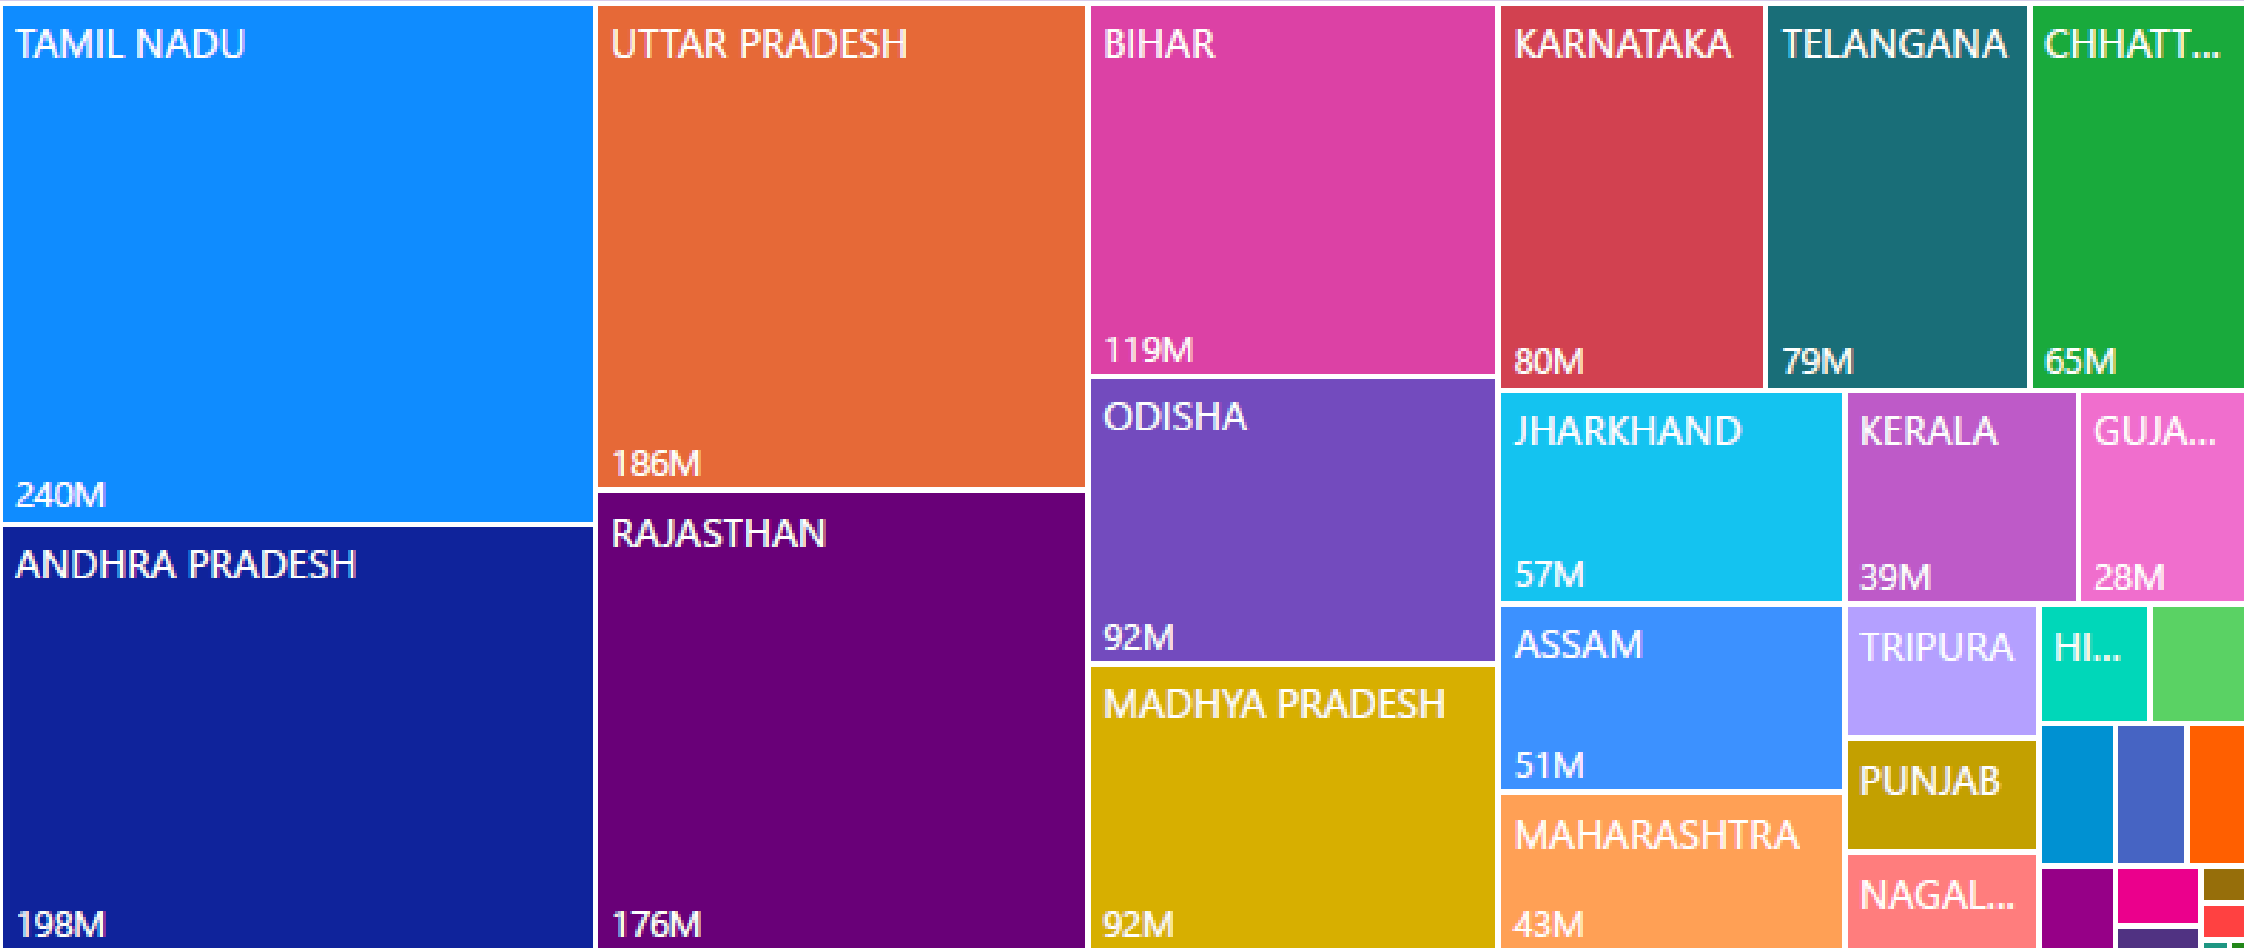 TAMIL NADU
240M
ANDHRA PRADESH
198M
UTTAR PRADESH
186M
RAJASTHAN
176M
BIHAR
119M
ODISHA
92M
MADHYA PRADESH
92M
KARNATAKA
80M
TELANGANA
79M
CHHATT...
65M
JHARKHAND
57M
KERALA
39M
GUJA...
28M
ASSAM
51M
MAHARASHTRA
43M
TRIPURA
PUNJAB
NAGAL...
HI...